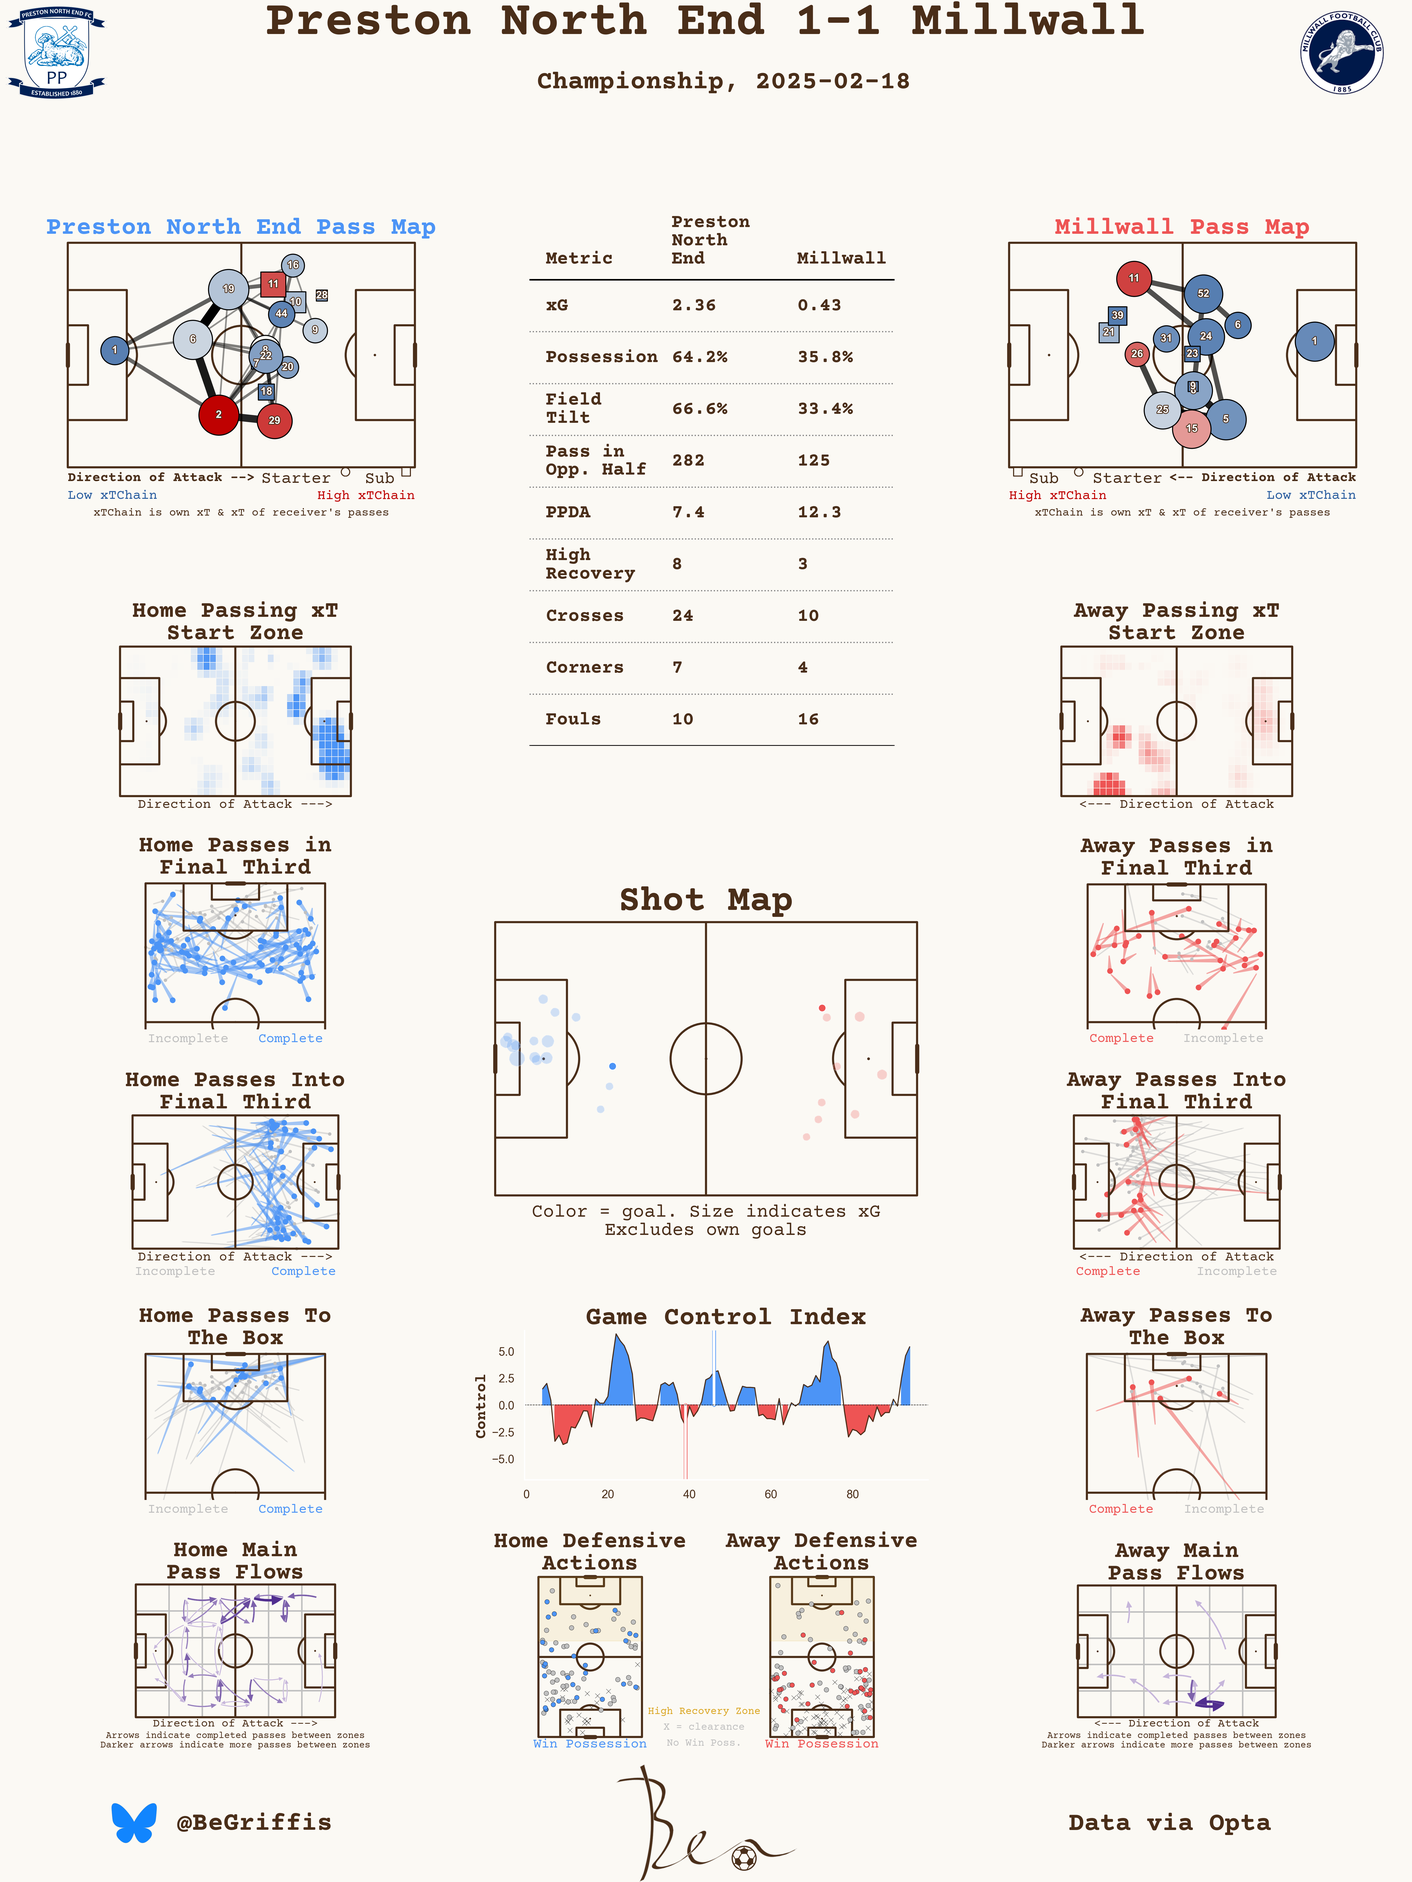 Preston North End 1-1 Millwall
Championship, 2025-02-18
PRESTON NORTH END FC
PP
ESTABLISHED 1880
MILLWALL FOOTBALL CLUB
1885
Preston North End Pass Map
16
19
11
10
28
44
9
6
1
8
22
7
20
18
2
29
Direction of Attack --> Starter Sub
Low xTChain High xTChain
xTChain is own xT & xT of receiver's passes
Metric Preston North End Millwall
xG 2.36 0.43
Possession 64.2% 35.8%
Field Tilt 66.6% 33.4%
Pass in Opp. Half 282 125
PPDA 7.4 12.3
High Recovery 8 3
Crosses 24 10
Corners 7 4
Fouls 10 16
Millwall Pass Map
11
52
39
21
6
31
24
1
26
23
9
25
5
15
Sub Starter <-- Direction of Attack
High xTChain Low xTChain
xTChain is own xT & xT of receiver's passes
Home Passing xT
Start Zone
Direction of Attack --->
Away Passing xT
Start Zone
<--- Direction of Attack
Home Passes in
Final Third
Incomplete Complete
Away Passes in
Final Third
Complete Incomplete
Shot Map
Color = goal. Size indicates xG
Excludes own goals
Home Passes Into
Final Third
Direction of Attack --->
Incomplete Complete
Away Passes Into
Final Third
<--- Direction of Attack
Complete Incomplete
Home Passes To
The Box
Incomplete Complete
Game Control Index
Control
5.0
2.5
0.0
−2.5
−5.0
0 20 40 60 80
Away Passes To
The Box
Complete Incomplete
Home Main
Pass Flows
Direction of Attack --->
Arrows indicate completed passes between zones
Darker arrows indicate more passes between zones
Home Defensive
Actions
Win Possession
High Recovery Zone
X = clearance
No Win Poss.
Away Defensive
Actions
Win Possession
Away Main
Pass Flows
<--- Direction of Attack
Arrows indicate completed passes between zones
Darker arrows indicate more passes between zones
@BeGriffis
Ben
Data via Opta